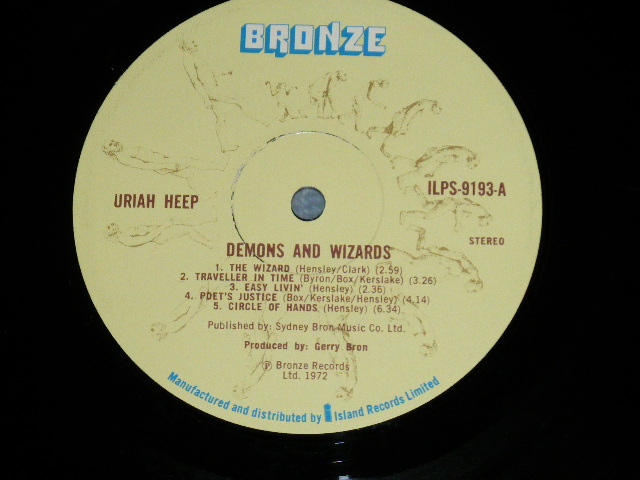 BRONZE
URIAH HEEP
ILPS-9193-A
STEREO
DEMONS AND WIZARDS
1. THE WIZARD (Hensley/Clark) (2.59)
2. TRAVELLER IN TIME (Byron/Box/Kerslake) (3.26)
3. EASY LIVIN' (Hensley) (2.36)
4. POET'S JUSTICE (Box/Kerslake/Hensley) (4.14)
5. CIRCLE OF HANDS (Hensley) (6.34)
Published by: Sydney Bron Music Co. Ltd.
Produced by: Gerry Bron
℗ Bronze Records
Ltd. 1972
Manufactured and distributed by i Island Records Limited